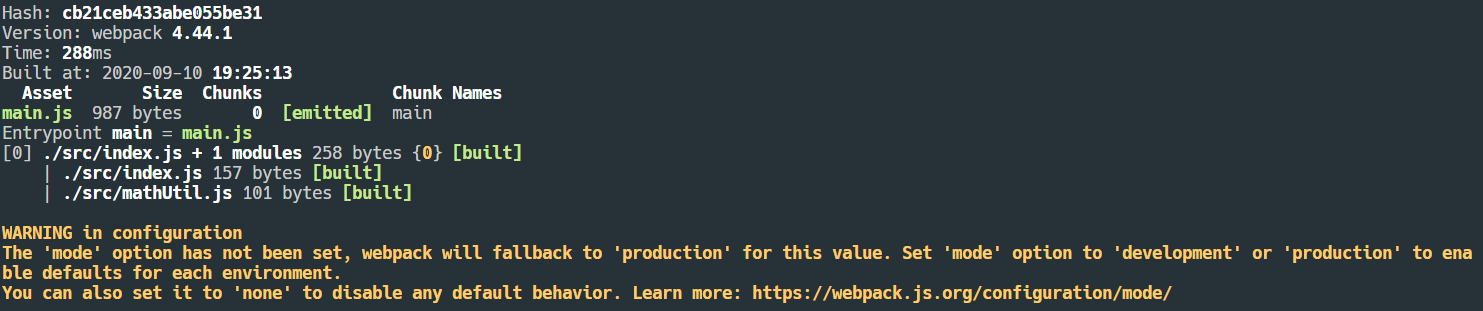 Hash: cb21ceb433abe055be31
Version: webpack 4.44.1
Time: 288ms
Built at: 2020-09-10 19:25:13
Asset Size Chunks Chunk Names
main.js 987 bytes 0 [emitted] main
Entrypoint main = main.js
[0] ./src/index.js + 1 modules 258 bytes {0} [built]
| ./src/index.js 157 bytes [built]
| ./src/mathUtil.js 101 bytes [built]
WARNING in configuration
The 'mode' option has not been set, webpack will fallback to 'production' for this value. Set 'mode' option to 'development' or 'production' to ena
ble defaults for each environment.
You can also set it to 'none' to disable any default behavior. Learn more: https://webpack.js.org/configuration/mode/